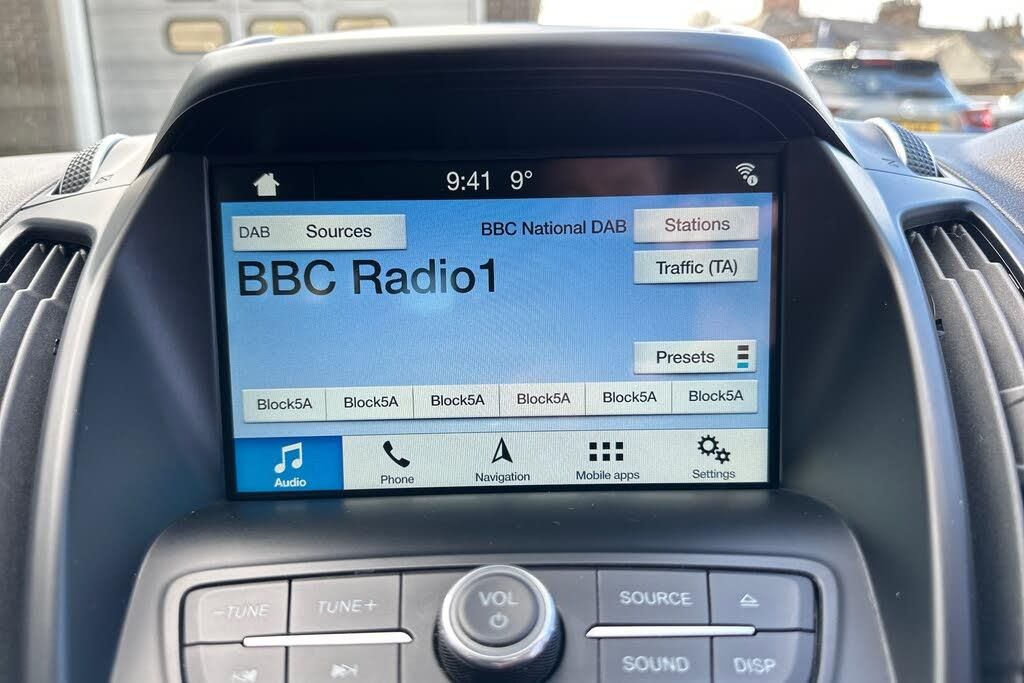 9:41 9°
DAB Sources
BBC National DAB
Stations
BBC Radio1
Traffic (TA)
Presets
Block5A Block5A Block5A Block5A Block5A Block5A
Audio Phone Navigation Mobile apps Settings
-TUNE TUNE+ VOL SOURCE
SOUND DISP